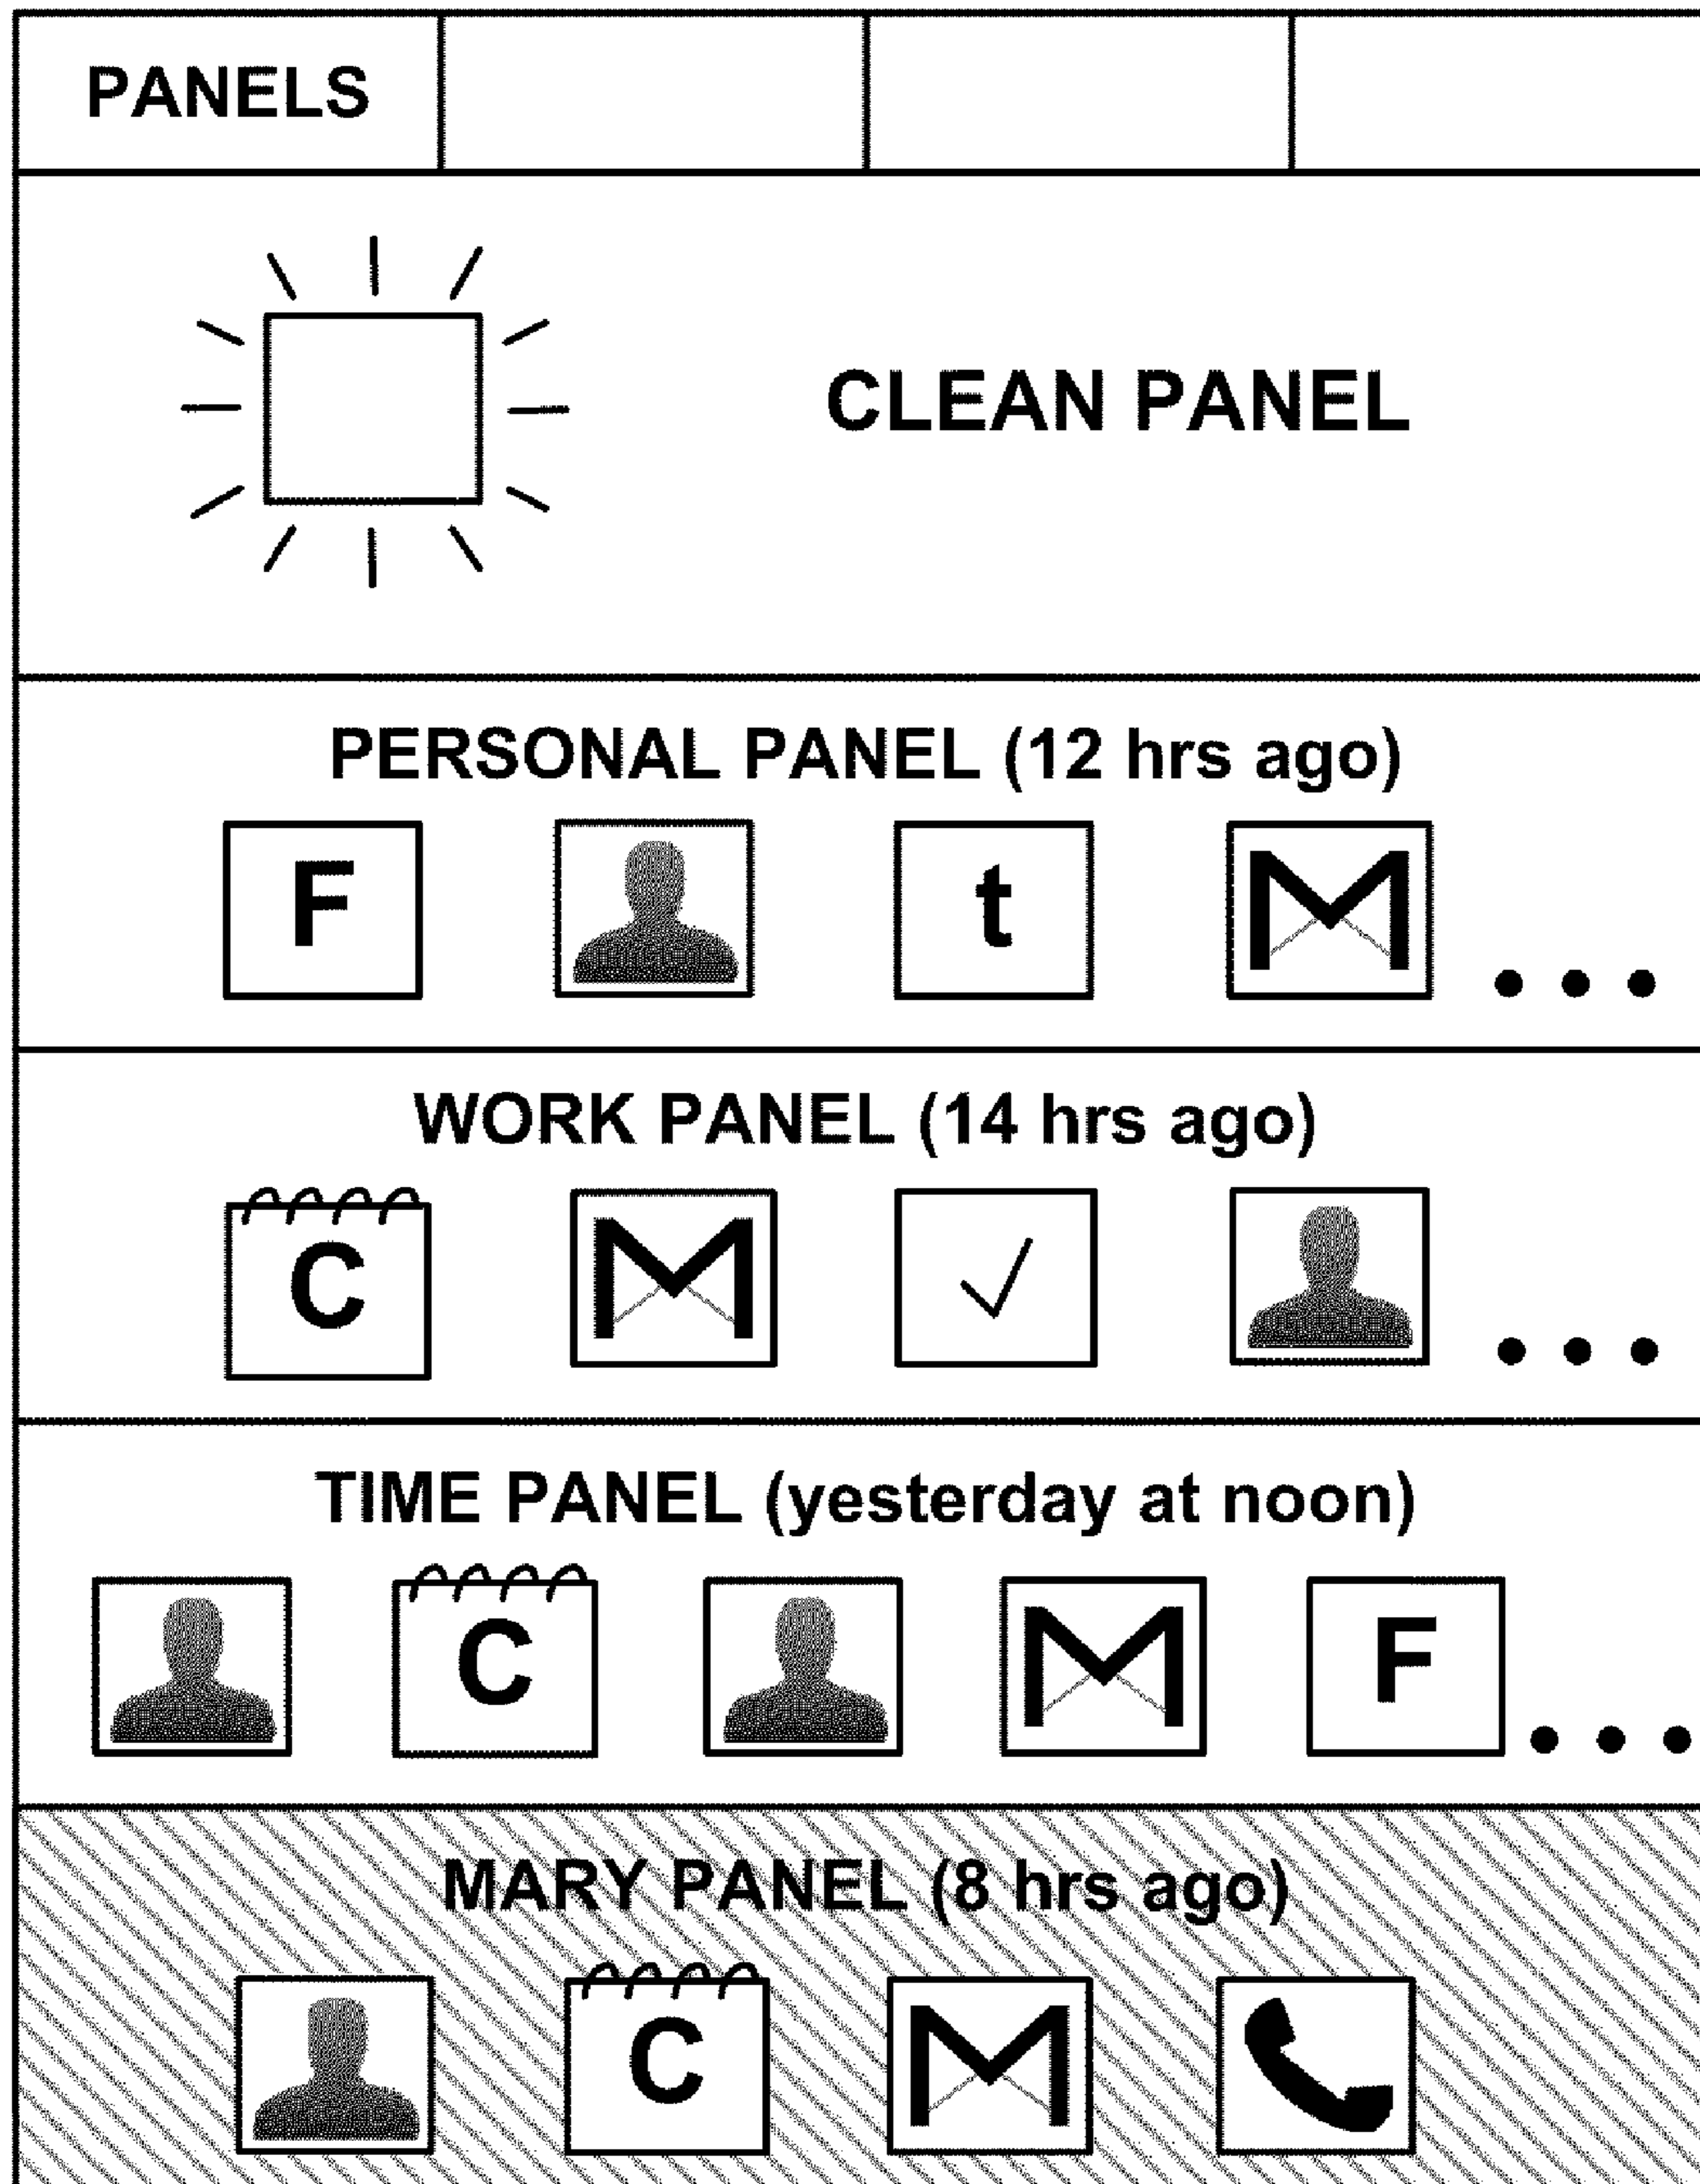 PANELS
CLEAN PANEL
PERSONAL PANEL (12 hrs ago)
F t M
WORK PANEL (14 hrs ago)
C M
TIME PANEL (yesterday at noon)
C M F
MARY PANEL (8 hrs ago)
C M